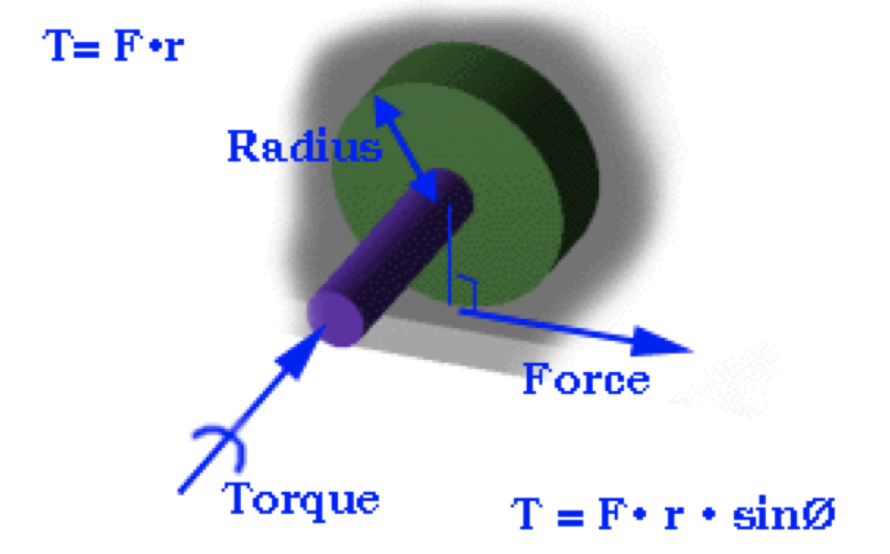 T= F•r
Radius
Force
Torque
T = F• r • sinØ